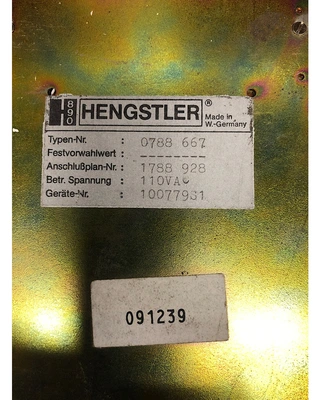 890 HENGSTLER®
Made in
W.-Germany
Typen-Nr. : 0788 667
Festvorwahlwert : --------
Anschlußplan-Nr. : 1788 928
Betr. Spannung : 110VAC
Geräte-Nr. : 10077981
091239